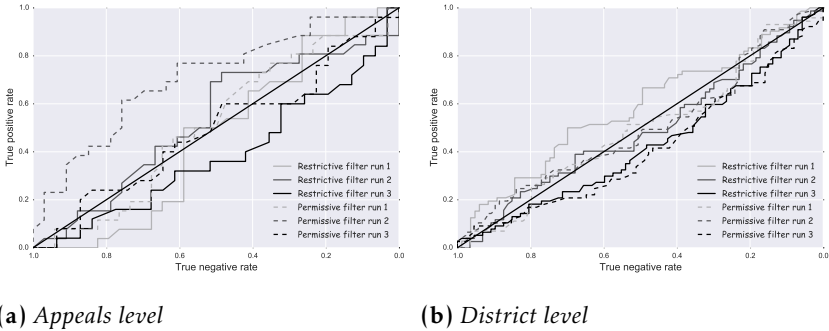 1.0
0.8
0.6
0.4
0.2
0.0
True positive rate
1.0 0.8 0.6 0.4 0.2 0.0
True negative rate
Restrictive filter run 1
Restrictive filter run 2
Restrictive filter run 3
Permissive filter run 1
Permissive filter run 2
Permissive filter run 3
(a) Appeals level
1.0
0.8
0.6
0.4
0.2
0.0
True positive rate
1.0 0.8 0.6 0.4 0.2 0.0
True negative rate
Restrictive filter run 1
Restrictive filter run 2
Restrictive filter run 3
Permissive filter run 1
Permissive filter run 2
Permissive filter run 3
(b) District level